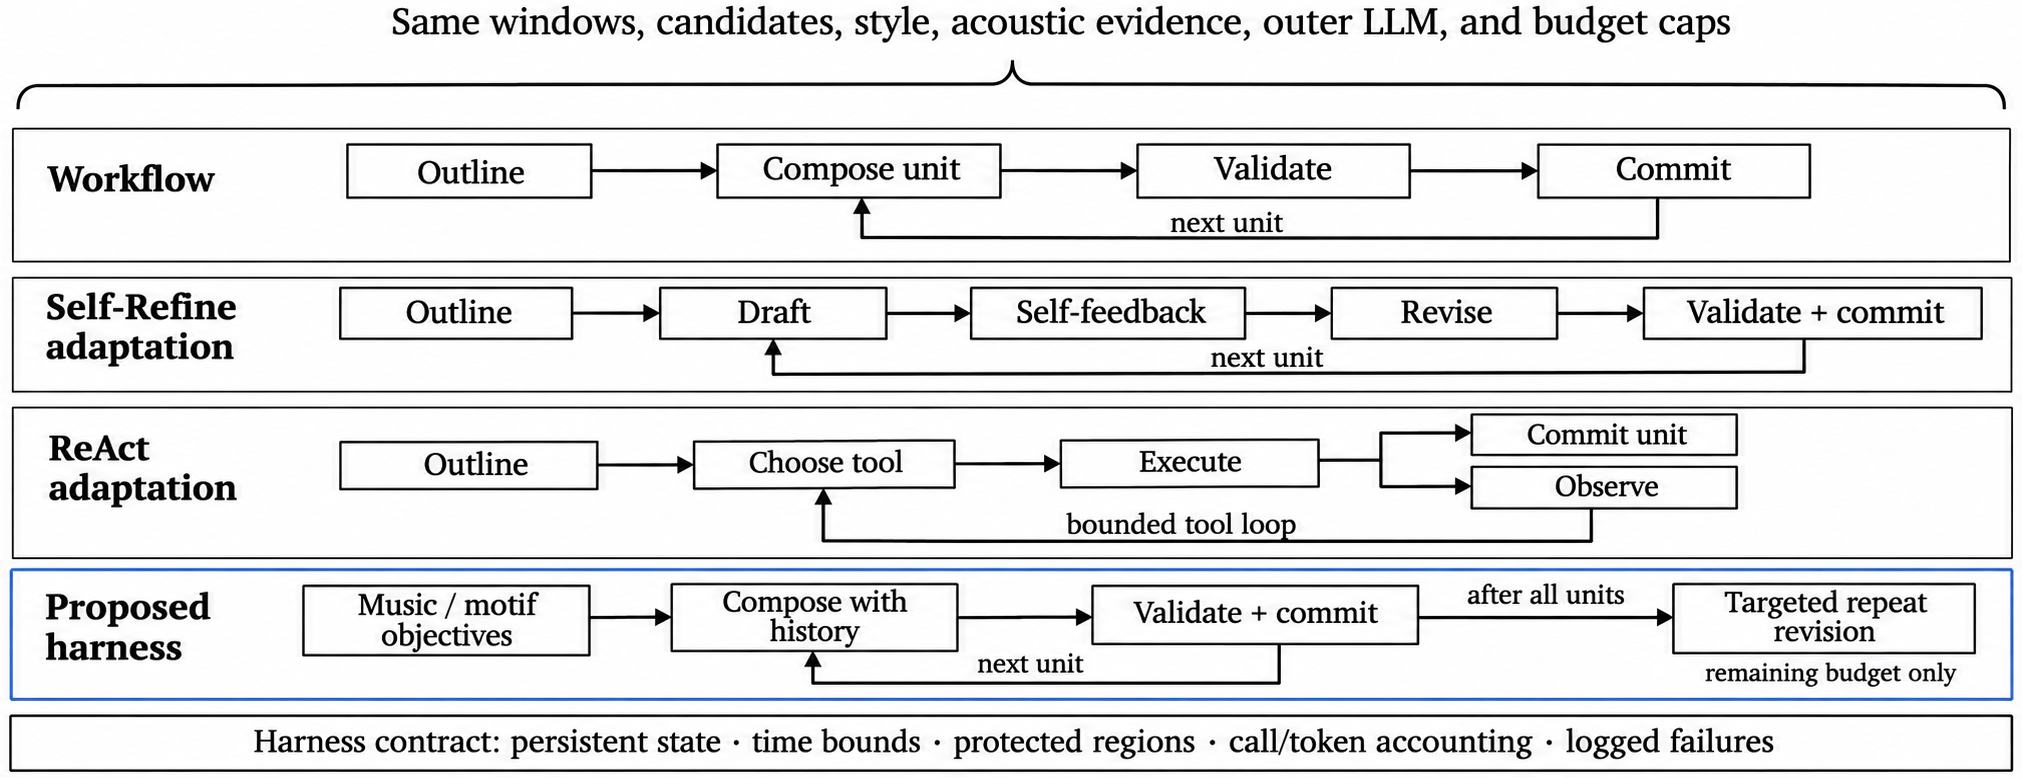 Same windows, candidates, style, acoustic evidence, outer LLM, and budget caps
Workflow
Outline
Compose unit
Validate
Commit
next unit
Self-Refine
adaptation
Outline
Draft
Self-feedback
Revise
Validate + commit
next unit
ReAct
adaptation
Outline
Choose tool
Execute
Commit unit
Observe
bounded tool loop
Proposed
harness
Music / motif
objectives
Compose with
history
Validate + commit
after all units
Targeted repeat
revision
next unit
remaining budget only
Harness contract: persistent state · time bounds · protected regions · call/token accounting · logged failures